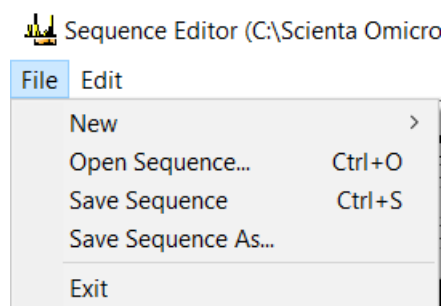 Sequence Editor (C:\Scienta Omicro
File Edit
New >
Open Sequence... Ctrl+O
Save Sequence Ctrl+S
Save Sequence As...
Exit